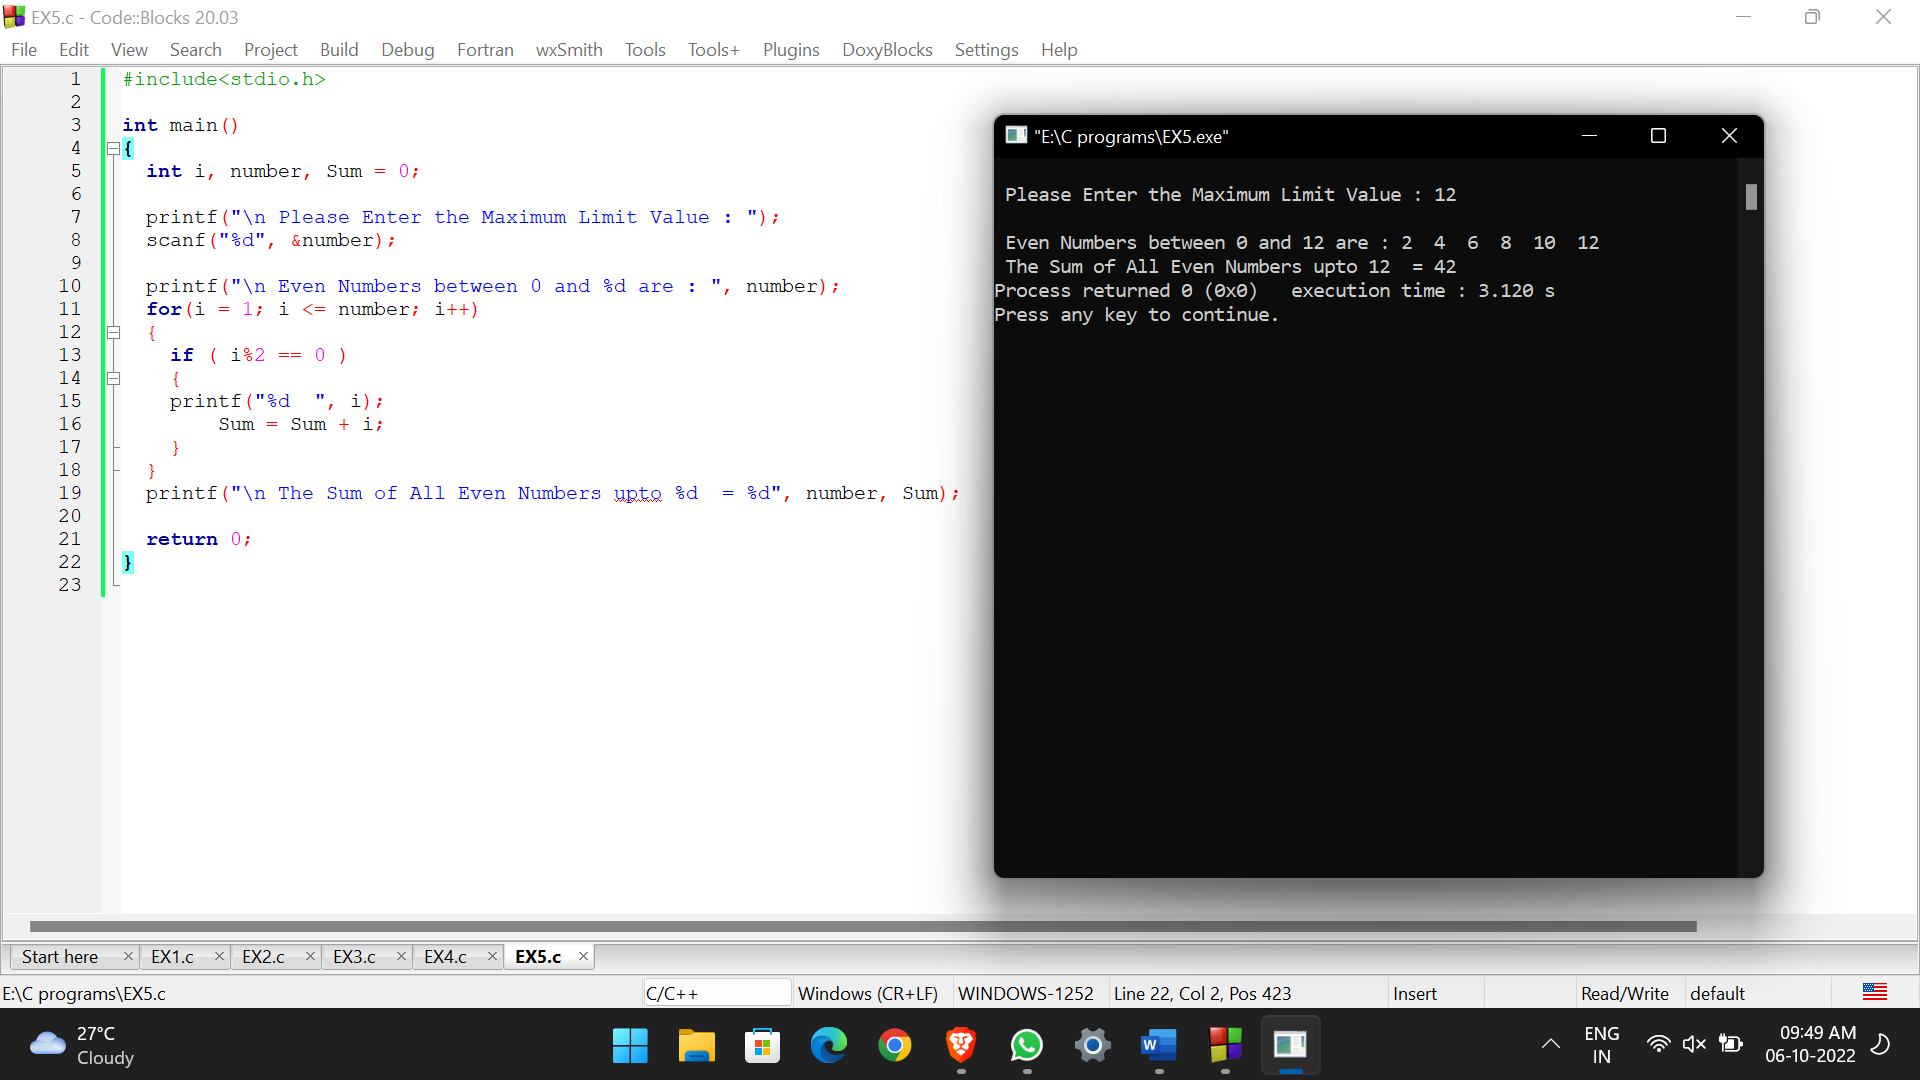 EX5.c - Code::Blocks 20.03
File Edit View Search Project Build Debug Fortran wxSmith Tools Tools+ Plugins DoxyBlocks Settings Help
1 #include<stdio.h>
2
3 int main()
4 {
5 int i, number, Sum = 0;
6
7 printf("\n Please Enter the Maximum Limit Value : ");
8 scanf("%d", &number);
9
10 printf("\n Even Numbers between 0 and %d are : ", number);
11 for(i = 1; i <= number; i++)
12 {
13 if ( i%2 == 0 )
14 {
15 printf("%d  ", i);
16 Sum = Sum + i;
17 }
18 }
19 printf("\n The Sum of All Even Numbers upto %d  = %d", number, Sum);
20
21 return 0;
22 }
23
"E:\C programs\EX5.exe"
Please Enter the Maximum Limit Value : 12
Even Numbers between 0 and 12 are : 2  4  6  8  10  12
The Sum of All Even Numbers upto 12  = 42
Process returned 0 (0x0)   execution time : 3.120 s
Press any key to continue.
Start here × EX1.c × EX2.c × EX3.c × EX4.c × EX5.c ×
E:\C programs\EX5.c C/C++ Windows (CR+LF) WINDOWS-1252 Line 22, Col 2, Pos 423 Insert Read/Write default
27°C
Cloudy
W
ENG
IN
09:49 AM
06-10-2022